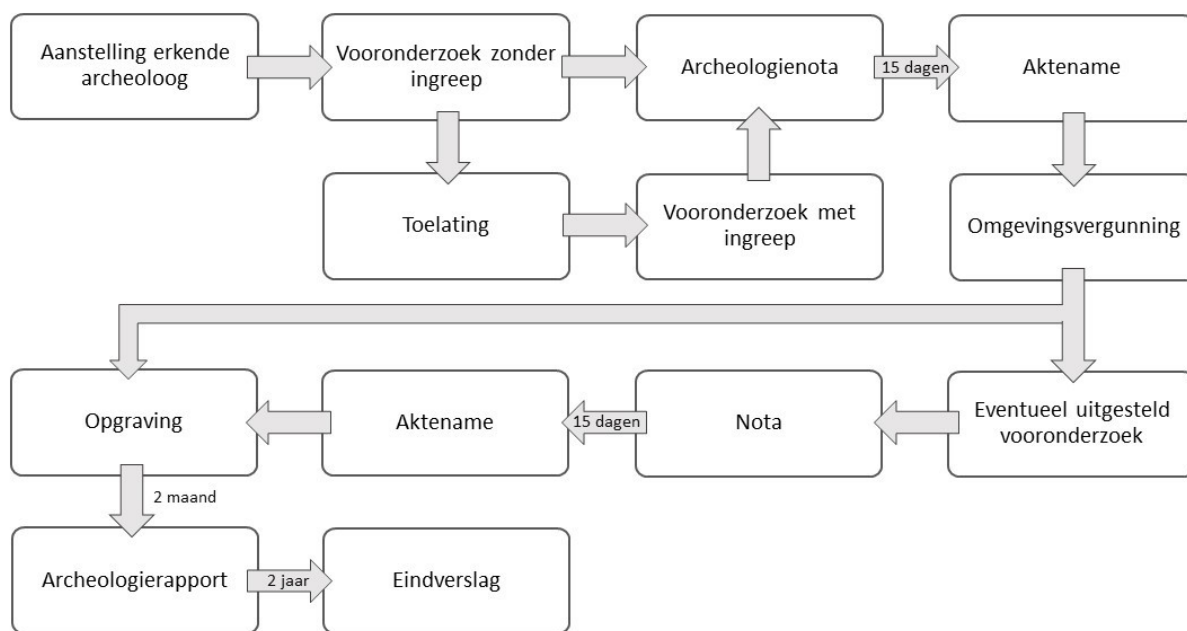 Aanstelling erkende
archeoloog
Vooronderzoek zonder
ingreep
Archeologienota
15 dagen
Aktename
Toelating
Vooronderzoek met
ingreep
Omgevingsvergunning
Opgraving
Aktename
15 dagen
Nota
Eventueel uitgesteld
vooronderzoek
2 maand
Archeologierapport
2 jaar
Eindverslag